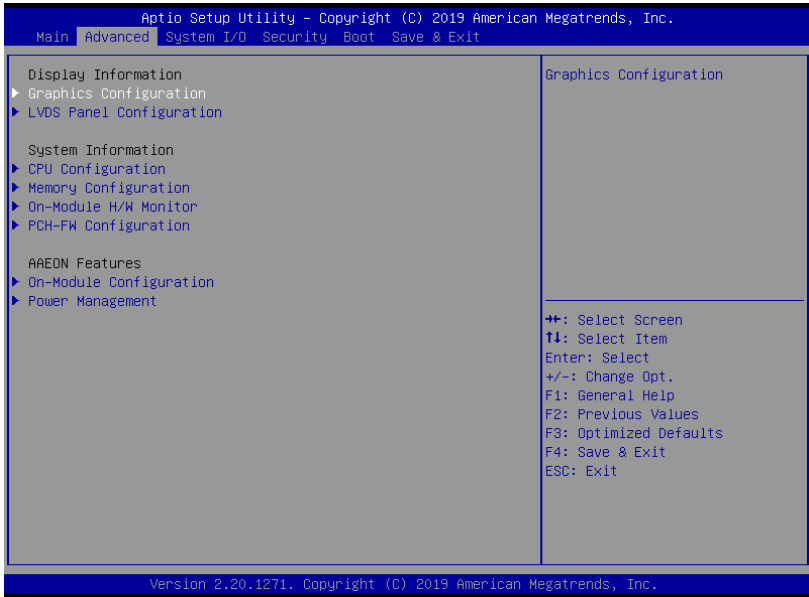 Aptio Setup Utility – Copyright (C) 2019 American Megatrends, Inc.
Main Advanced System I/O Security Boot Save & Exit
Display Information
Graphics Configuration
LVDS Panel Configuration
System Information
CPU Configuration
Memory Configuration
On-Module H/W Monitor
PCH-FW Configuration
AAEON Features
On-Module Configuration
Power Management
Graphics Configuration
→←: Select Screen
↑↓: Select Item
Enter: Select
+/-: Change Opt.
F1: General Help
F2: Previous Values
F3: Optimized Defaults
F4: Save & Exit
ESC: Exit
Version 2.20.1271. Copyright (C) 2019 American Megatrends, Inc.